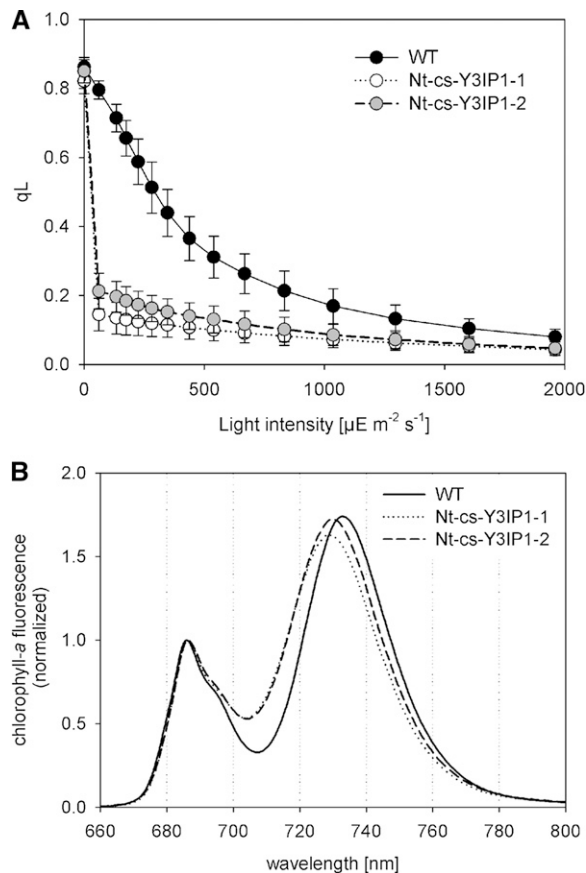 A
WT
Nt-cs-Y3IP1-1
Nt-cs-Y3IP1-2
qL
1.0
0.8
0.6
0.4
0.2
0.0
0 500 1000 1500 2000
Light intensity [µE m⁻² s⁻¹]
B
WT
Nt-cs-Y3IP1-1
Nt-cs-Y3IP1-2
chlorophyll-a fluorescence
(normalized)
2.0
1.5
1.0
0.5
0.0
660 680 700 720 740 760 780 800
wavelength [nm]